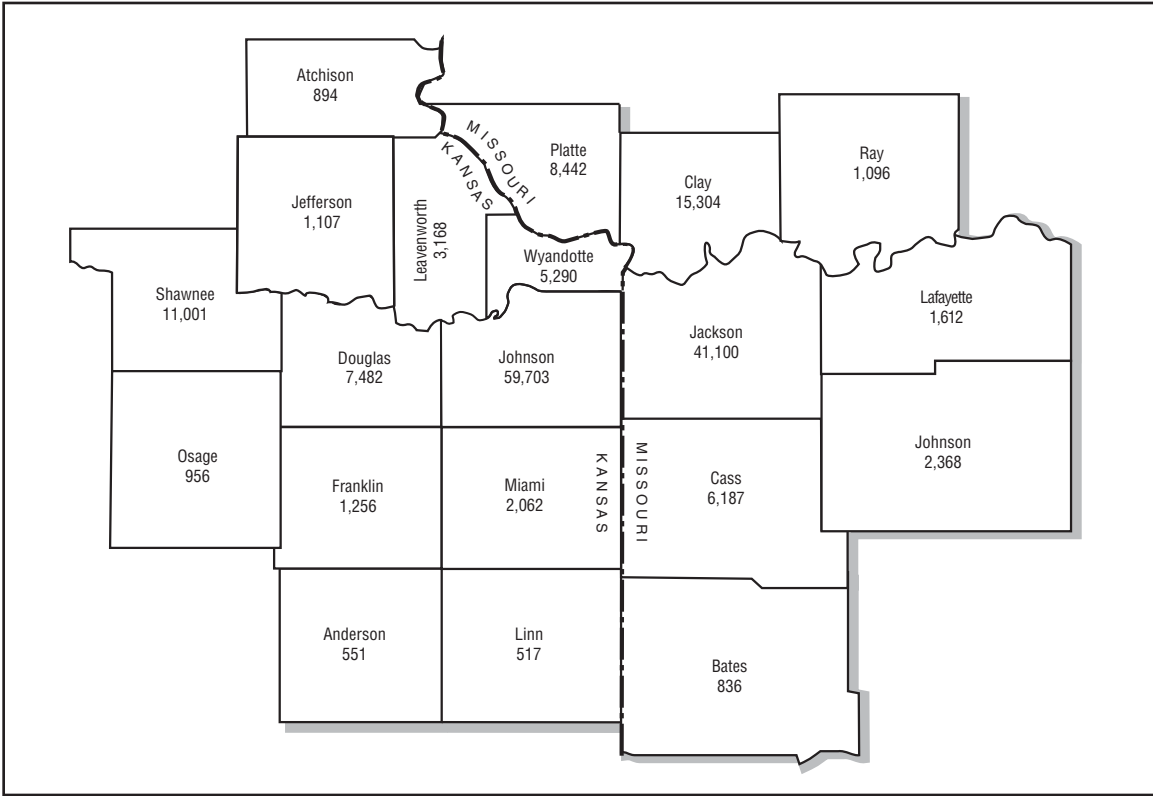 Atchison
894
MISSOURI
KANSAS
Platte
8,442
Clay
15,304
Ray
1,096
Jefferson
1,107
Leavenworth
3,168
Wyandotte
5,290
Shawnee
11,001
Lafayette
1,612
Jackson
41,100
Douglas
7,482
Johnson
59,703
Johnson
2,368
Osage
956
Franklin
1,256
Miami
2,062
KANSAS
MISSOURI
Cass
6,187
Anderson
551
Linn
517
Bates
836